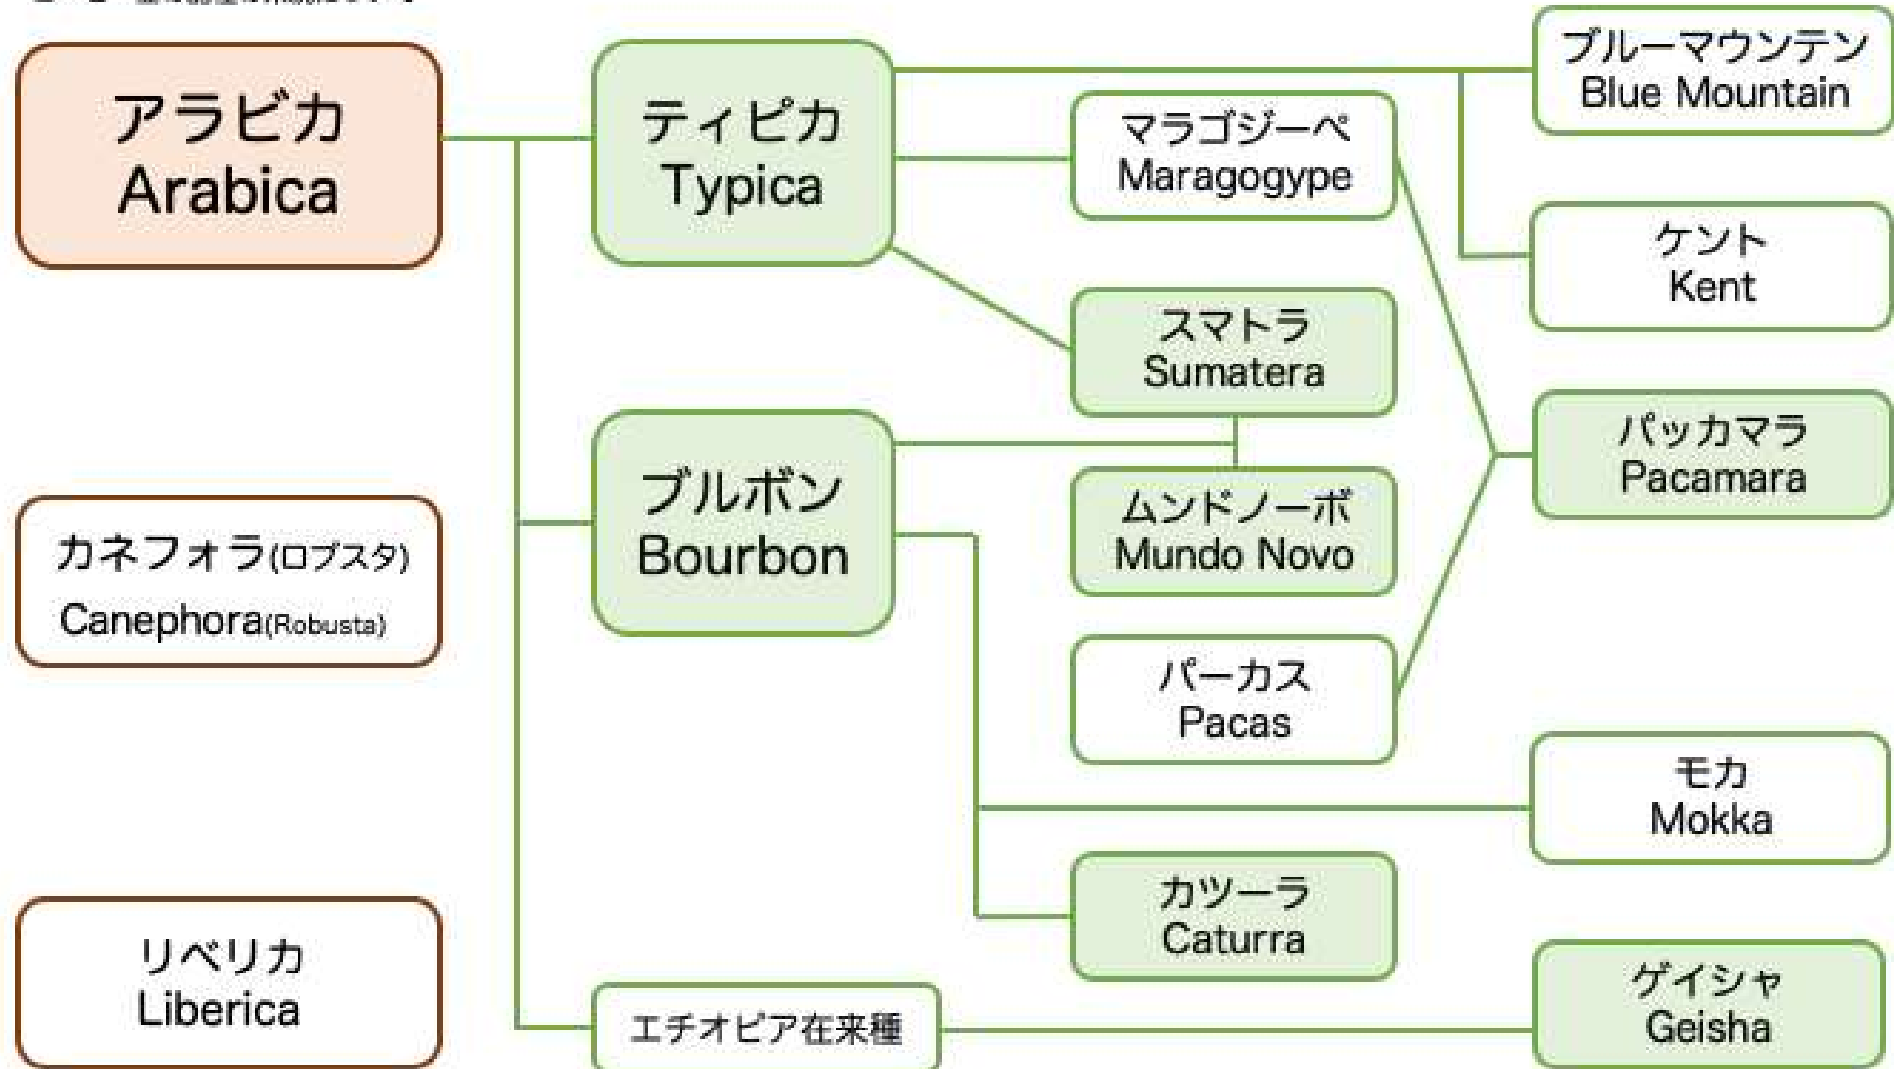 アラビカ
Arabica
カネフォラ(ロブスタ)
Canephora(Robusta)
リベリカ
Liberica
ティピカ
Typica
ブルボン
Bourbon
エチオピア在来種
マラゴジーペ
Maragogype
スマトラ
Sumatera
ムンドノーボ
Mundo Novo
パーカス
Pacas
カツーラ
Caturra
ブルーマウンテン
Blue Mountain
ケント
Kent
パッカマラ
Pacamara
モカ
Mokka
ゲイシャ
Geisha